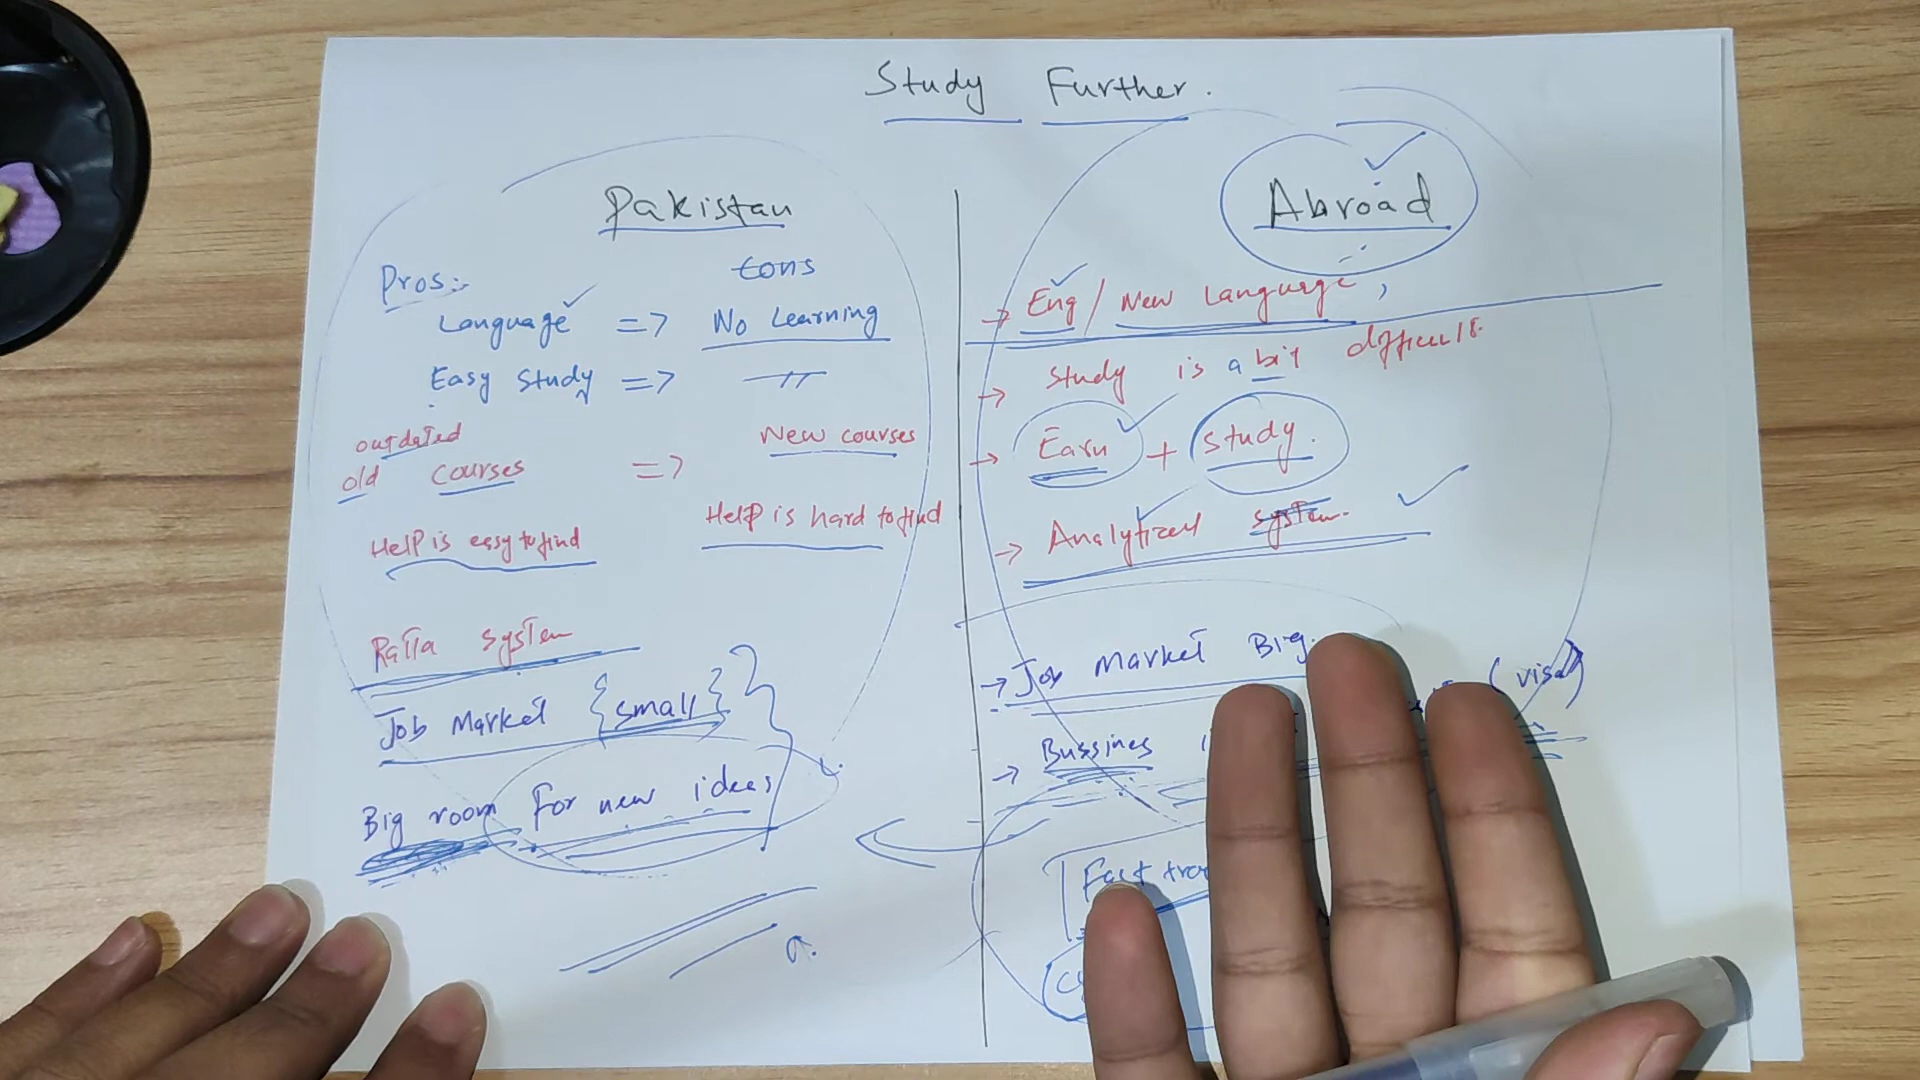 Study Further.
Pakistan
Pros:-
Cons
Language => No Learning
Easy Study =>
outdated
old courses => New courses
Help is easy to find
Help is hard to find
Ratta system
Job Market {small}
Big room for new ideas
Abroad
→ Eng / New Language,
→ Study is a bit difficult.
→ Earn + Study.
→ Analytical system.
→ Job Market Big.
(visa)
→ Bussines
Fast